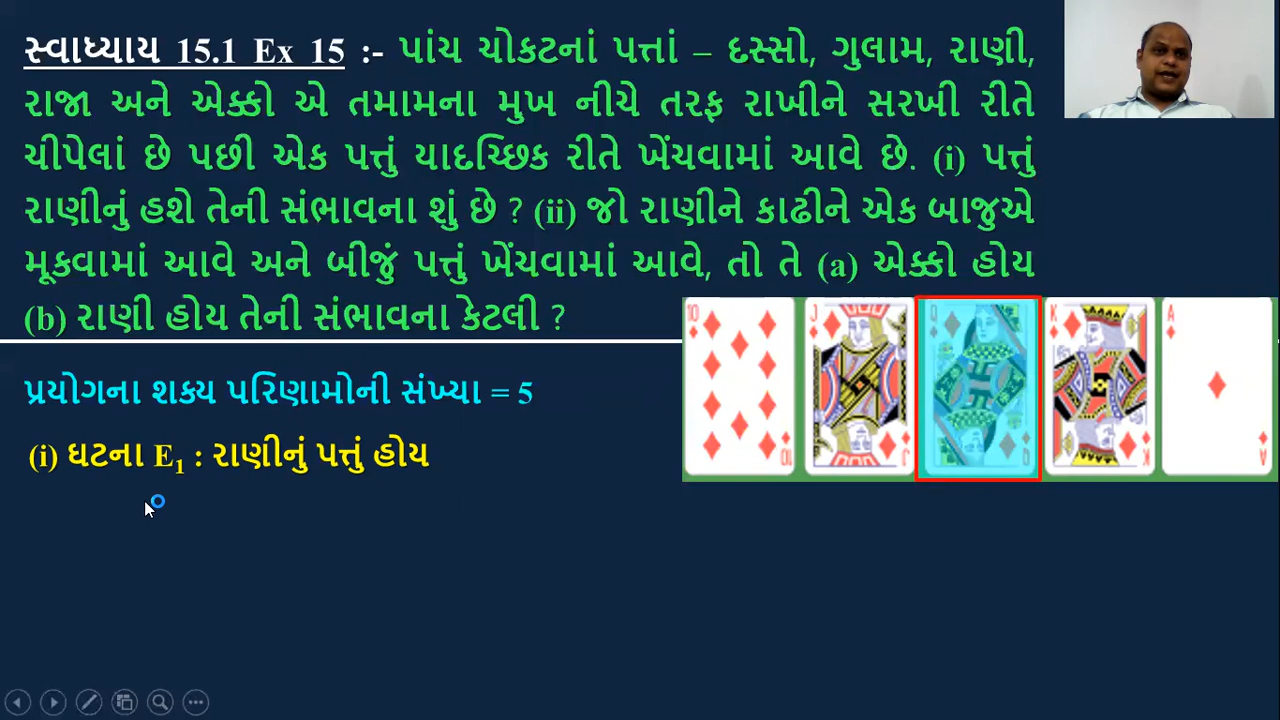 સ્વાધ્યાય 15.1 Ex 15 :- પાંચ ચોકટનાં પત્તાં – દસ્સો, ગુલામ, રાણી,
રાજા અને એક્કો એ તમામના મુખ નીચે તરફ રાખીને સરખી રીતે
ચીપેલાં છે પછી એક પત્તું યાદચ્છિક રીતે ખેંચવામાં આવે છે. (i) પત્તું
રાણીનું હશે તેની સંભાવના શું છે ? (ii) જો રાણીને કાઢીને એક બાજુએ
મૂકવામાં આવે અને બીજું પત્તું ખેંચવામાં આવે, તો તે (a) એક્કો હોય
(b) રાણી હોય તેની સંભાવના કેટલી ?
10 J Q K A
પ્રયોગના શક્ય પરિણામોની સંખ્યા = 5
(i) ઘટના E₁ : રાણીનું પત્તું હોય